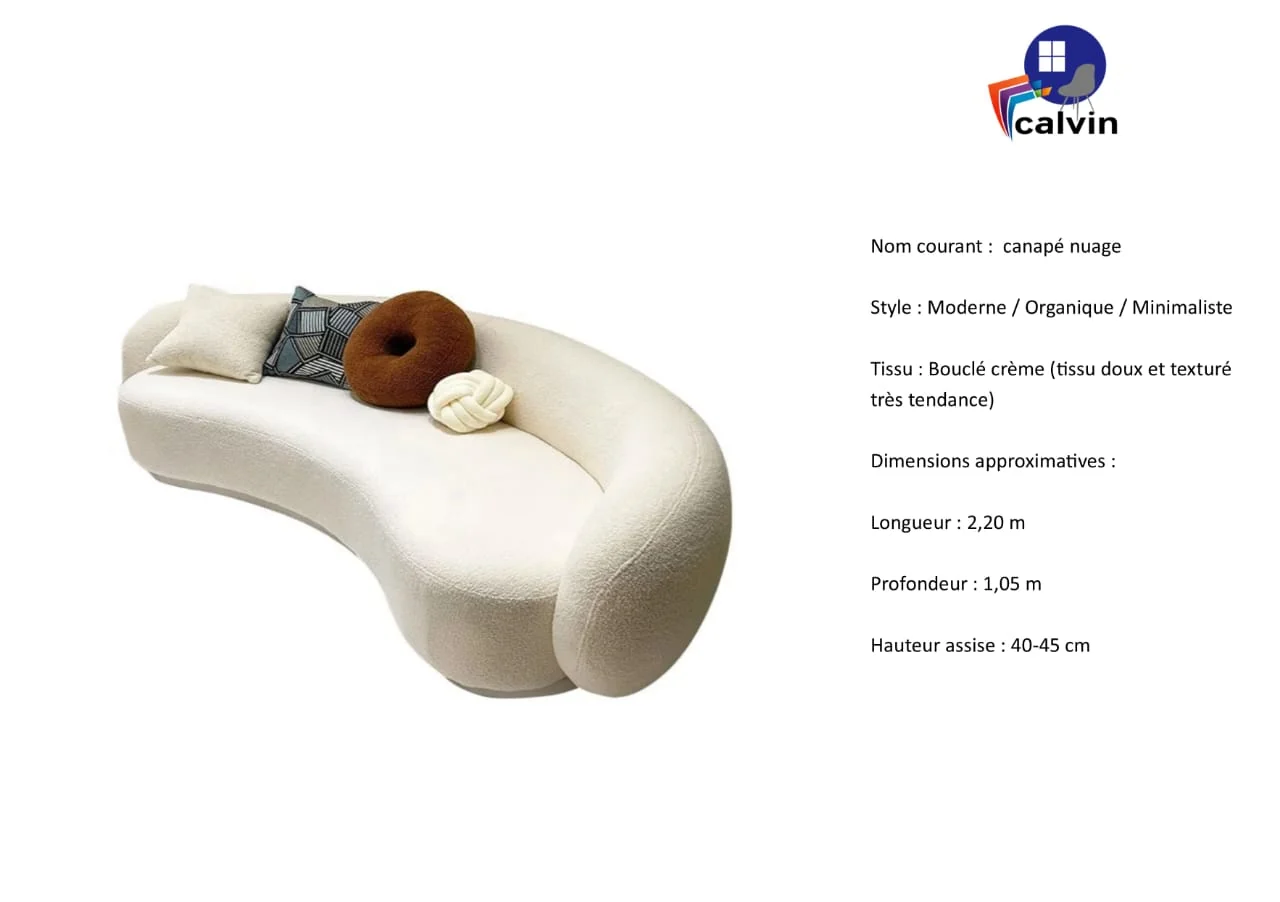 calvin
Nom courant :  canapé nuage
Style : Moderne / Organique / Minimaliste
Tissu : Bouclé crème (tissu doux et texturé
très tendance)
Dimensions approximatives :
Longueur : 2,20 m
Profondeur : 1,05 m
Hauteur assise : 40-45 cm